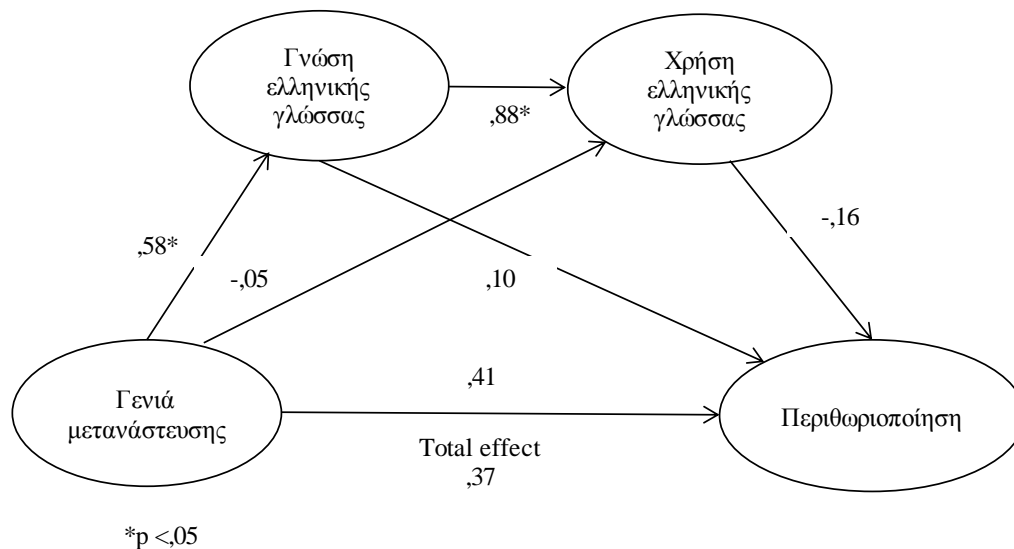 Γνώση
ελληνικής
γλώσσας
Χρήση
ελληνικής
γλώσσας
,88*
,58*
-,05
,10
-,16
Γενιά
μετανάστευσης
,41
Total effect
,37
Περιθωριοποίηση
*p <,05